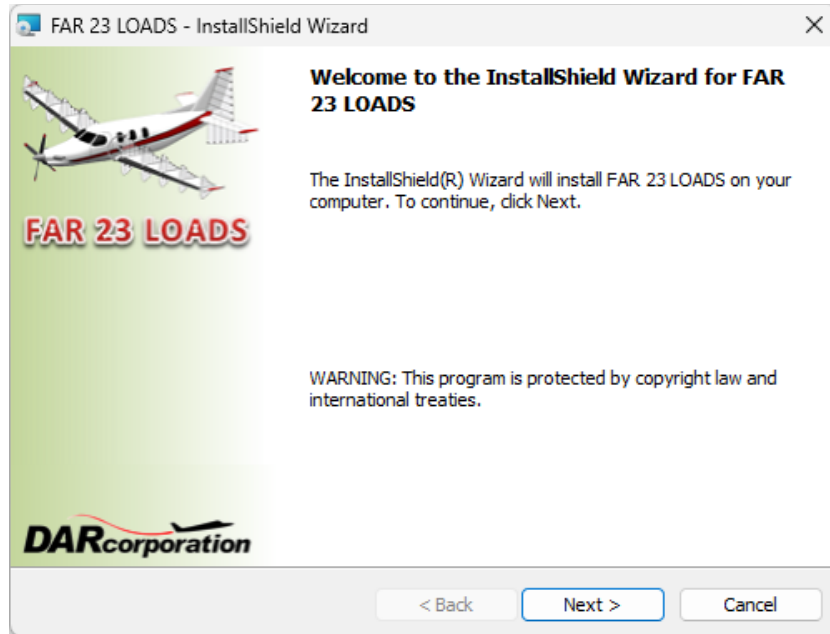 FAR 23 LOADS - InstallShield Wizard
Welcome to the InstallShield Wizard for FAR
23 LOADS
The InstallShield(R) Wizard will install FAR 23 LOADS on your
computer. To continue, click Next.
FAR 23 LOADS
WARNING: This program is protected by copyright law and
international treaties.
DARcorporation
< Back
Next >
Cancel